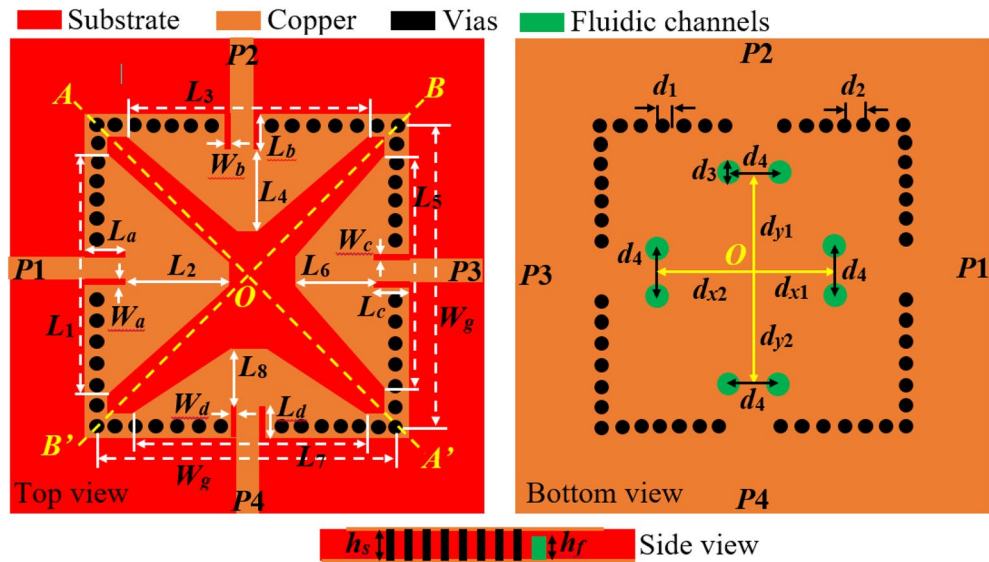 Substrate Copper Vias Fluidic channels
P2
A
B
L3
Wb
Lb
L4
L5
La
Wc
P1
L2
L6
P3
O
Lc
L1
Wa
Wg
L8
Wd
Ld
B'
L7
A'
Wg
Top view
P4
P2
d1
d2
d3
d4
dy1
d4
O
d4
P3
dx2
dx1
P1
dy2
d4
Bottom view
P4
hs
hf
Side view